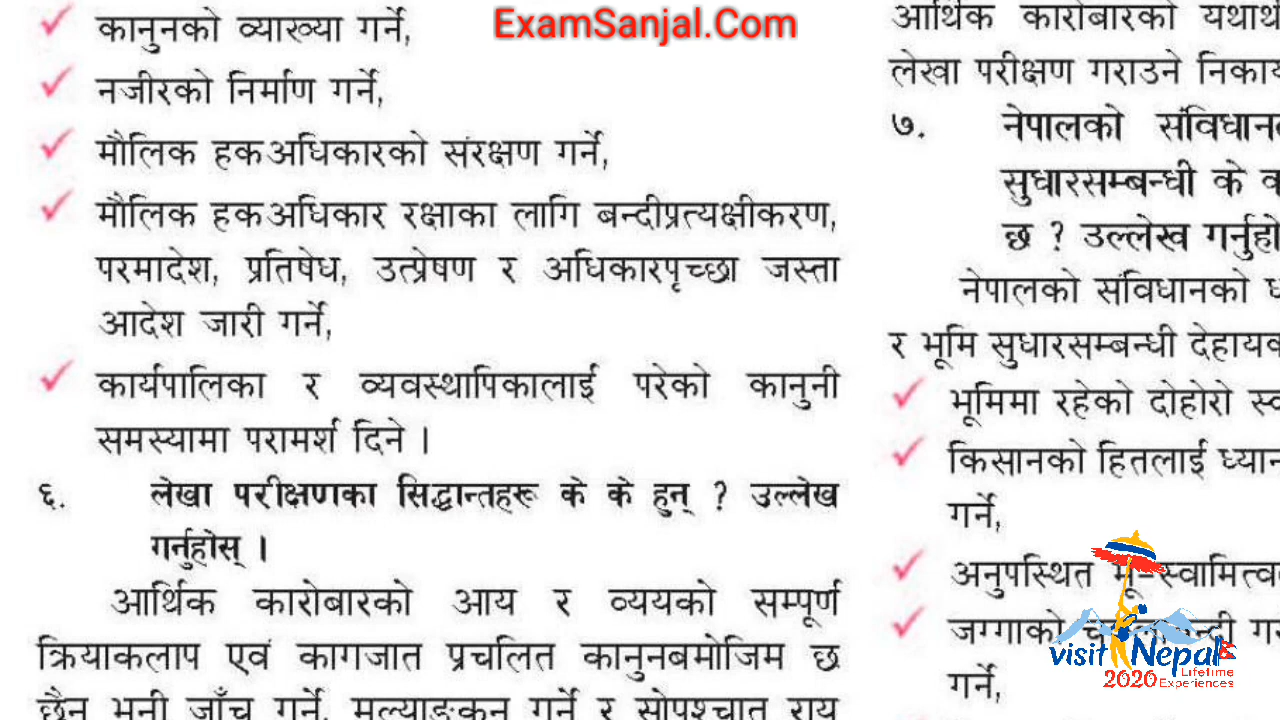 ExamSanjal.Com
कानुनको व्याख्या गर्ने,
नजीरको निर्माण गर्ने,
मौलिक हकअधिकारको संरक्षण गर्ने,
मौलिक हकअधिकार रक्षाका लागि बन्दीप्रत्यक्षीकरण,
परमादेश, प्रतिषेध, उत्प्रेषण र अधिकारपृच्छा जस्ता
आदेश जारी गर्ने,
कार्यपालिका र व्यवस्थापिकालाई परेको कानुनी
समस्यामा परामर्श दिने ।
६. लेखा परीक्षणका सिद्धान्तहरू के के हुन् ? उल्लेख
गर्नुहोस् ।
आर्थिक कारोबारको आय र व्ययको सम्पूर्ण
क्रियाकलाप एवं कागजात प्रचलित कानुनबमोजिम छ
छैन भनी जाँच गर्ने, मूल्याङ्कन गर्ने र सोपश्चात राय
आर्थिक कारोबारको
लेखा परीक्षण गराउने
७. नेपालको
सुधारसम्बन्धी के
छ ? उल्लेख
नेपालको संविधानको
र भूमि सुधारसम्बन्धी
भूमिमा रहेको दोहोरो
किसानको हितलाई
गर्ने,
अनुपस्थित
जग्गाको
गर्ने,
visit Nepal
2020 Lifetime
Experiences